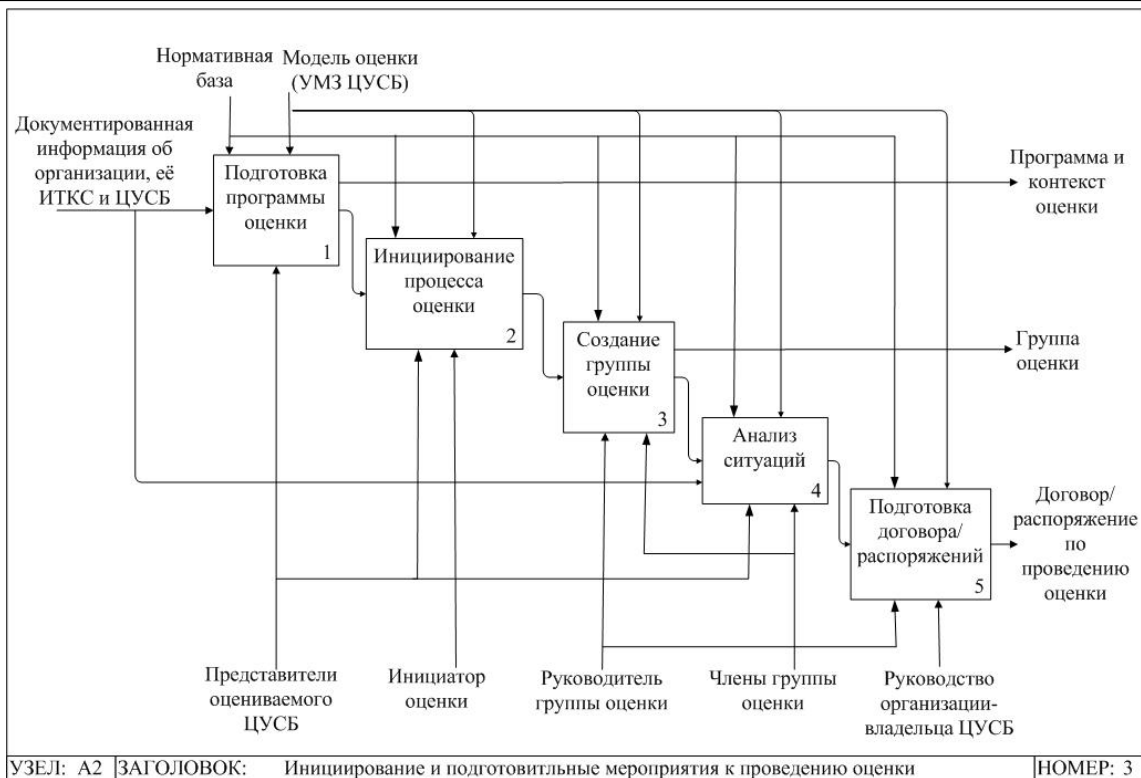 Нормативная
база
Модель оценки
(УМЗ ЦУСБ)
Документированная
информация об
организации, её
ИТКС и ЦУСБ
Подготовка
программы
оценки
1
Программа и
контекст
оценки
Инициирование
процесса
оценки
2
Создание
группы
оценки
3
Группа
оценки
Анализ
ситуаций
4
Подготовка
договора/
распоряжений
5
Договор/
распоряжение
по
проведению
оценки
Представители
оцениваемого
ЦУСБ
Инициатор
оценки
Руководитель
группы оценки
Члены группы
оценки
Руководство
организации-
владельца ЦУСБ
УЗЕЛ: А2 ЗАГОЛОВОК: Инициирование и подготовитльные мероприятия к проведению оценки НОМЕР: 3